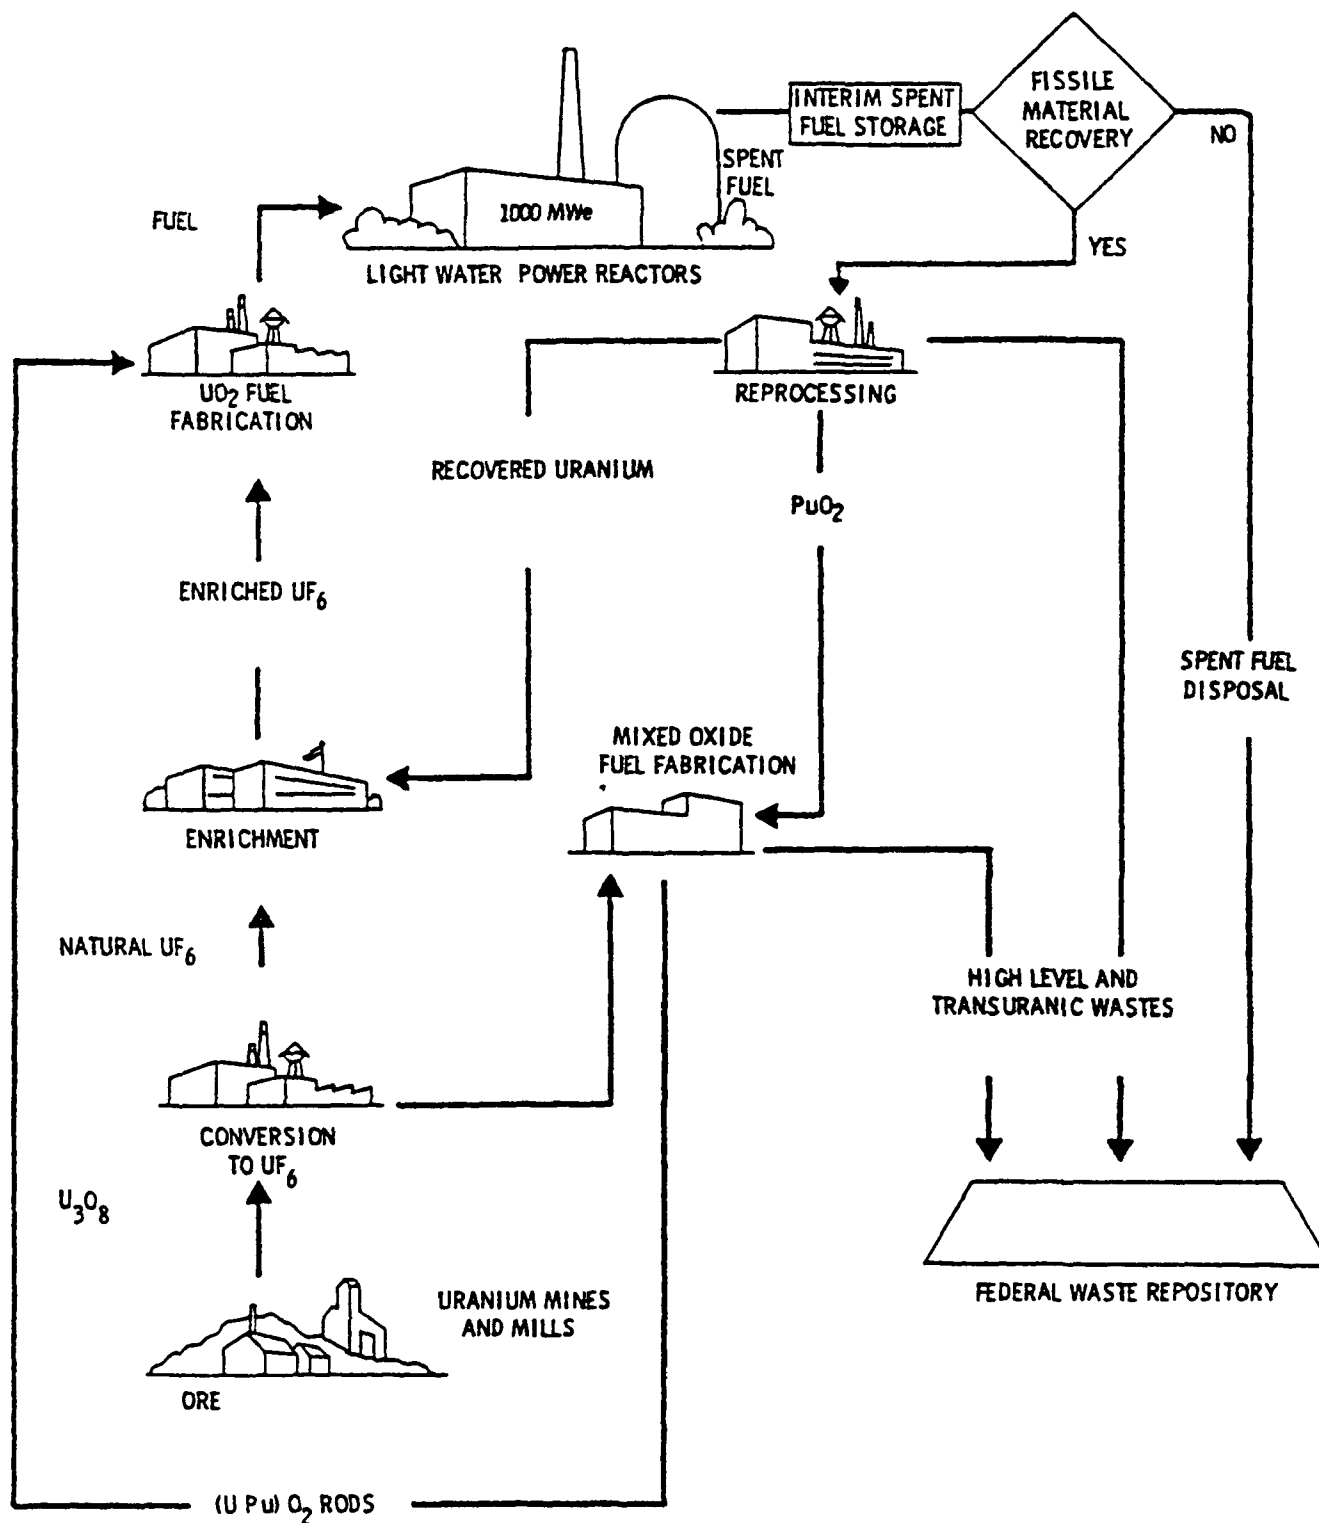 FISSILE
MATERIAL
RECOVERY
INTERIM SPENT
FUEL STORAGE
NO
SPENT
FUEL
1000 MWe
FUEL
YES
LIGHT WATER POWER REACTORS
UO2 FUEL
FABRICATION
REPROCESSING
RECOVERED URANIUM
PuO2
ENRICHED UF6
SPENT FUEL
DISPOSAL
MIXED OXIDE
FUEL FABRICATION
ENRICHMENT
NATURAL UF6
HIGH LEVEL AND
TRANSURANIC WASTES
CONVERSION
TO UF6
U3O8
FEDERAL WASTE REPOSITORY
URANIUM MINES
AND MILLS
ORE
(U Pu) O2 RODS